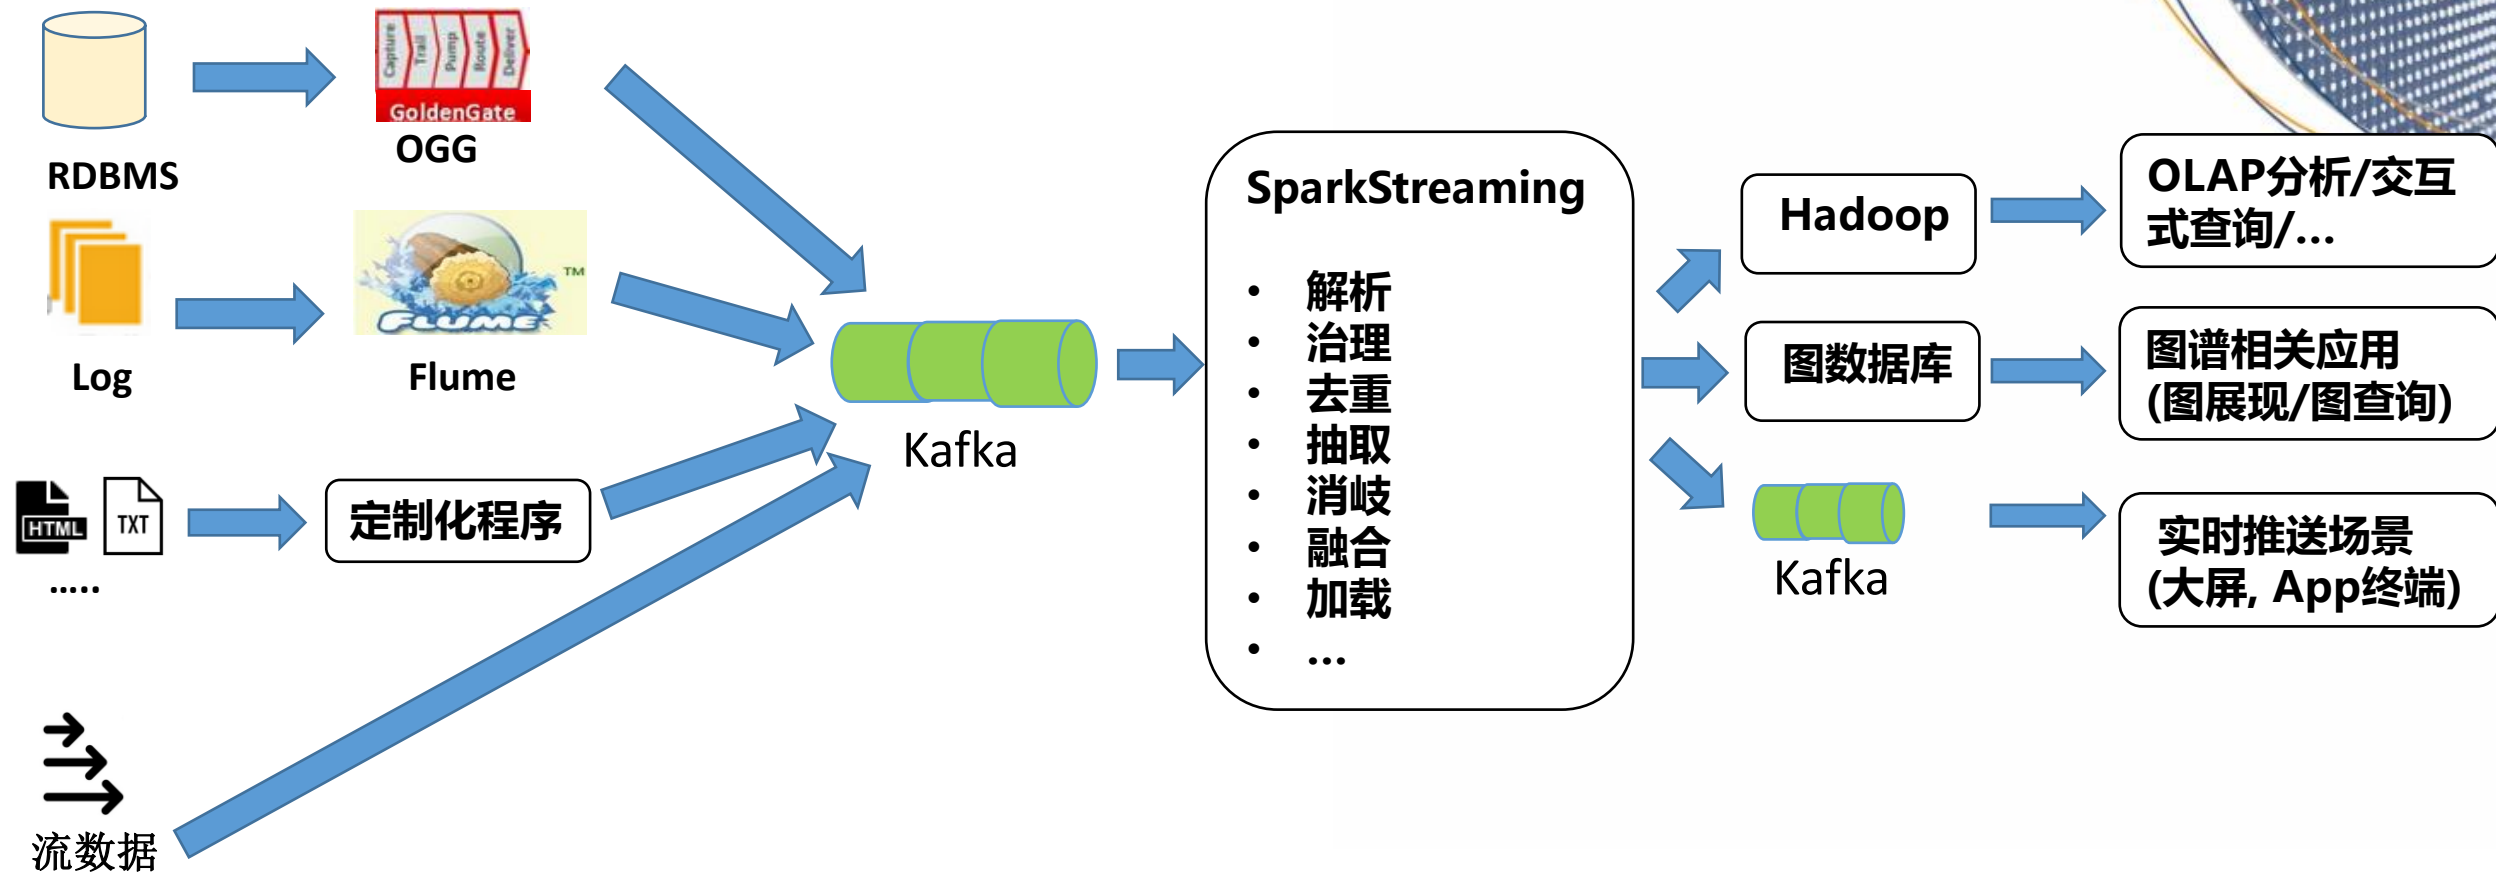 Capture
Trail
Pump
Route
Deliver
GoldenGate
OGG
RDBMS
FLUME
TM
Log
Flume
HTML
TXT
.....
定制化程序
流数据
Kafka
SparkStreaming
• 解析
• 治理
• 去重
• 抽取
• 消岐
• 融合
• 加载
• ...
Hadoop
OLAP分析/交互
式查询/...
图数据库
图谱相关应用
(图展现/图查询)
Kafka
实时推送场景
(大屏, App终端)